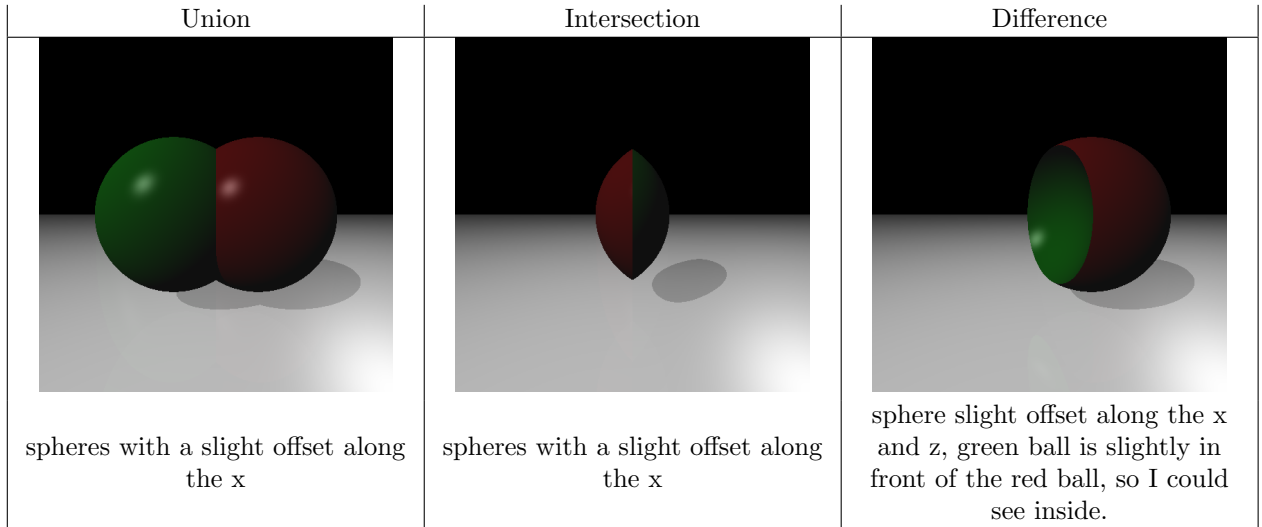 Union
Intersection
Difference
spheres with a slight offset along
the x
spheres with a slight offset along
the x
sphere slight offset along the x
and z, green ball is slightly in
front of the red ball, so I could
see inside.